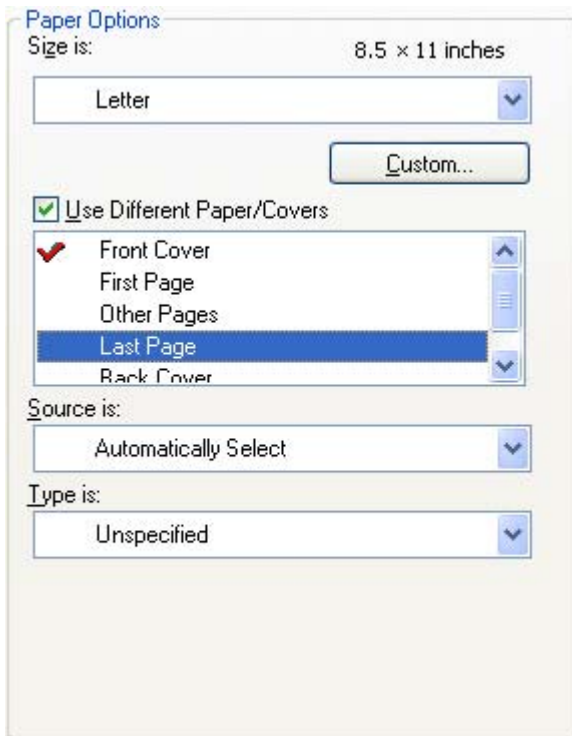 Paper Options
Size is: 8.5 × 11 inches
Letter
Custom...
Use Different Paper/Covers
Front Cover
First Page
Other Pages
Last Page
Back Cover
Source is:
Automatically Select
Type is:
Unspecified